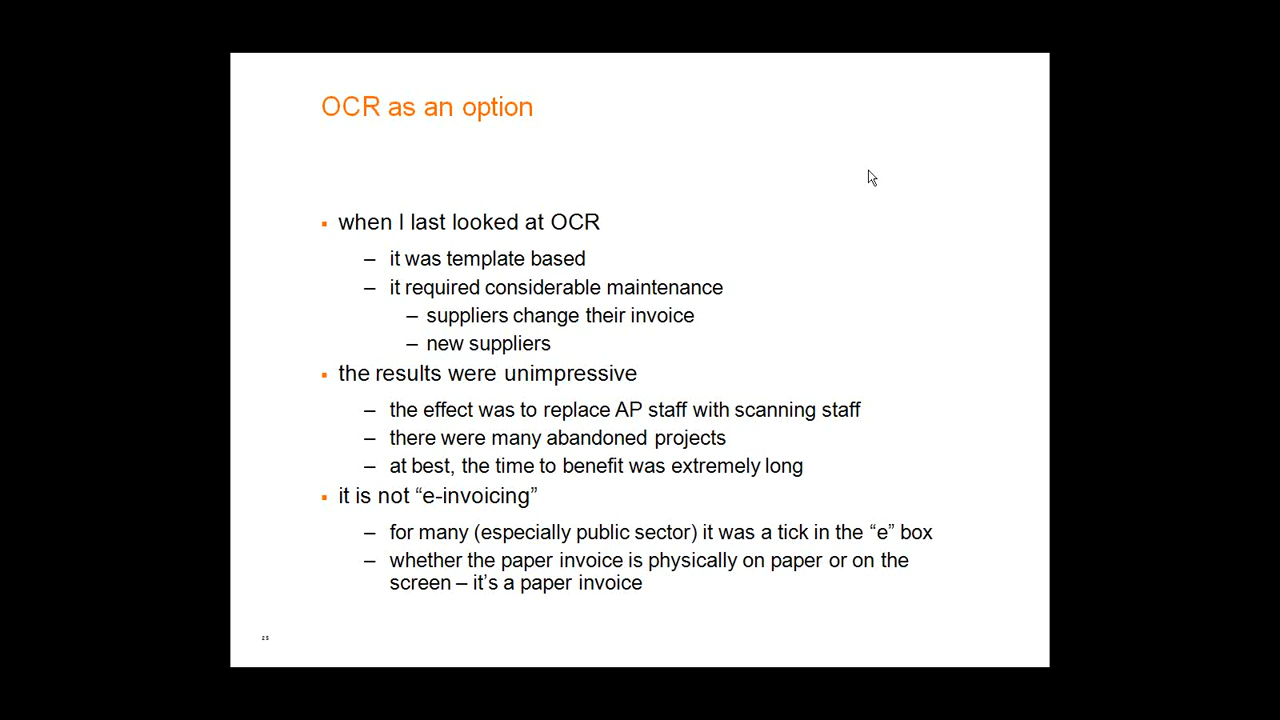 OCR as an option
▪ when I last looked at OCR
– it was template based
– it required considerable maintenance
– suppliers change their invoice
– new suppliers
▪ the results were unimpressive
– the effect was to replace AP staff with scanning staff
– there were many abandoned projects
– at best, the time to benefit was extremely long
▪ it is not “e-invoicing”
– for many (especially public sector) it was a tick in the “e” box
– whether the paper invoice is physically on paper or on the
screen – it’s a paper invoice